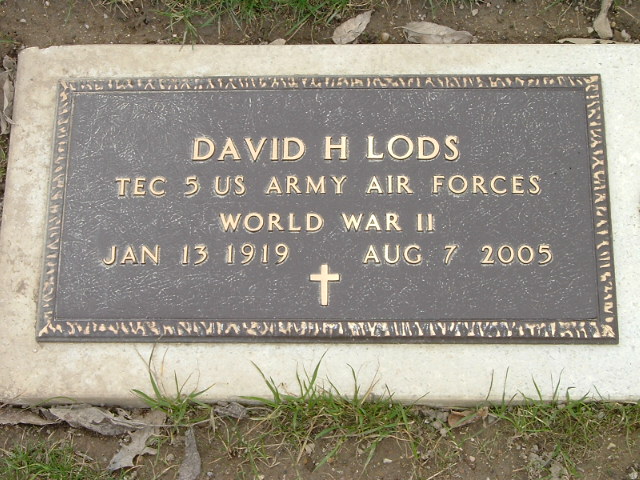 DAVID H LODS
TEC 5 US ARMY AIR FORCES
WORLD WAR II
JAN 13 1919 AUG 7 2005